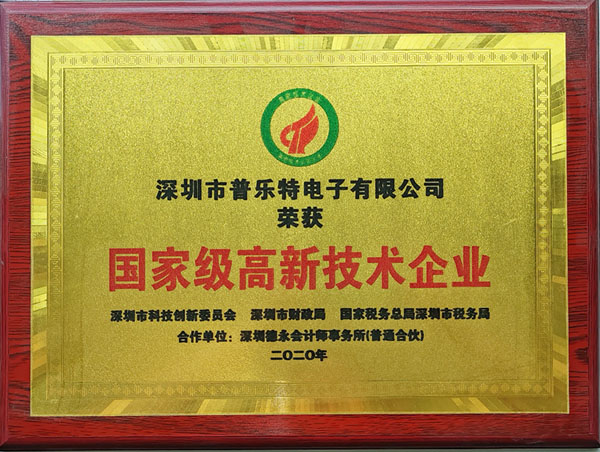 深圳市普乐特电子有限公司
荣获
国家级高新技术企业
深圳市科技创新委员会 深圳市财政局 国家税务总局深圳市税务局
合作单位：深圳德永会计师事务所(普通合伙)
二〇二〇年